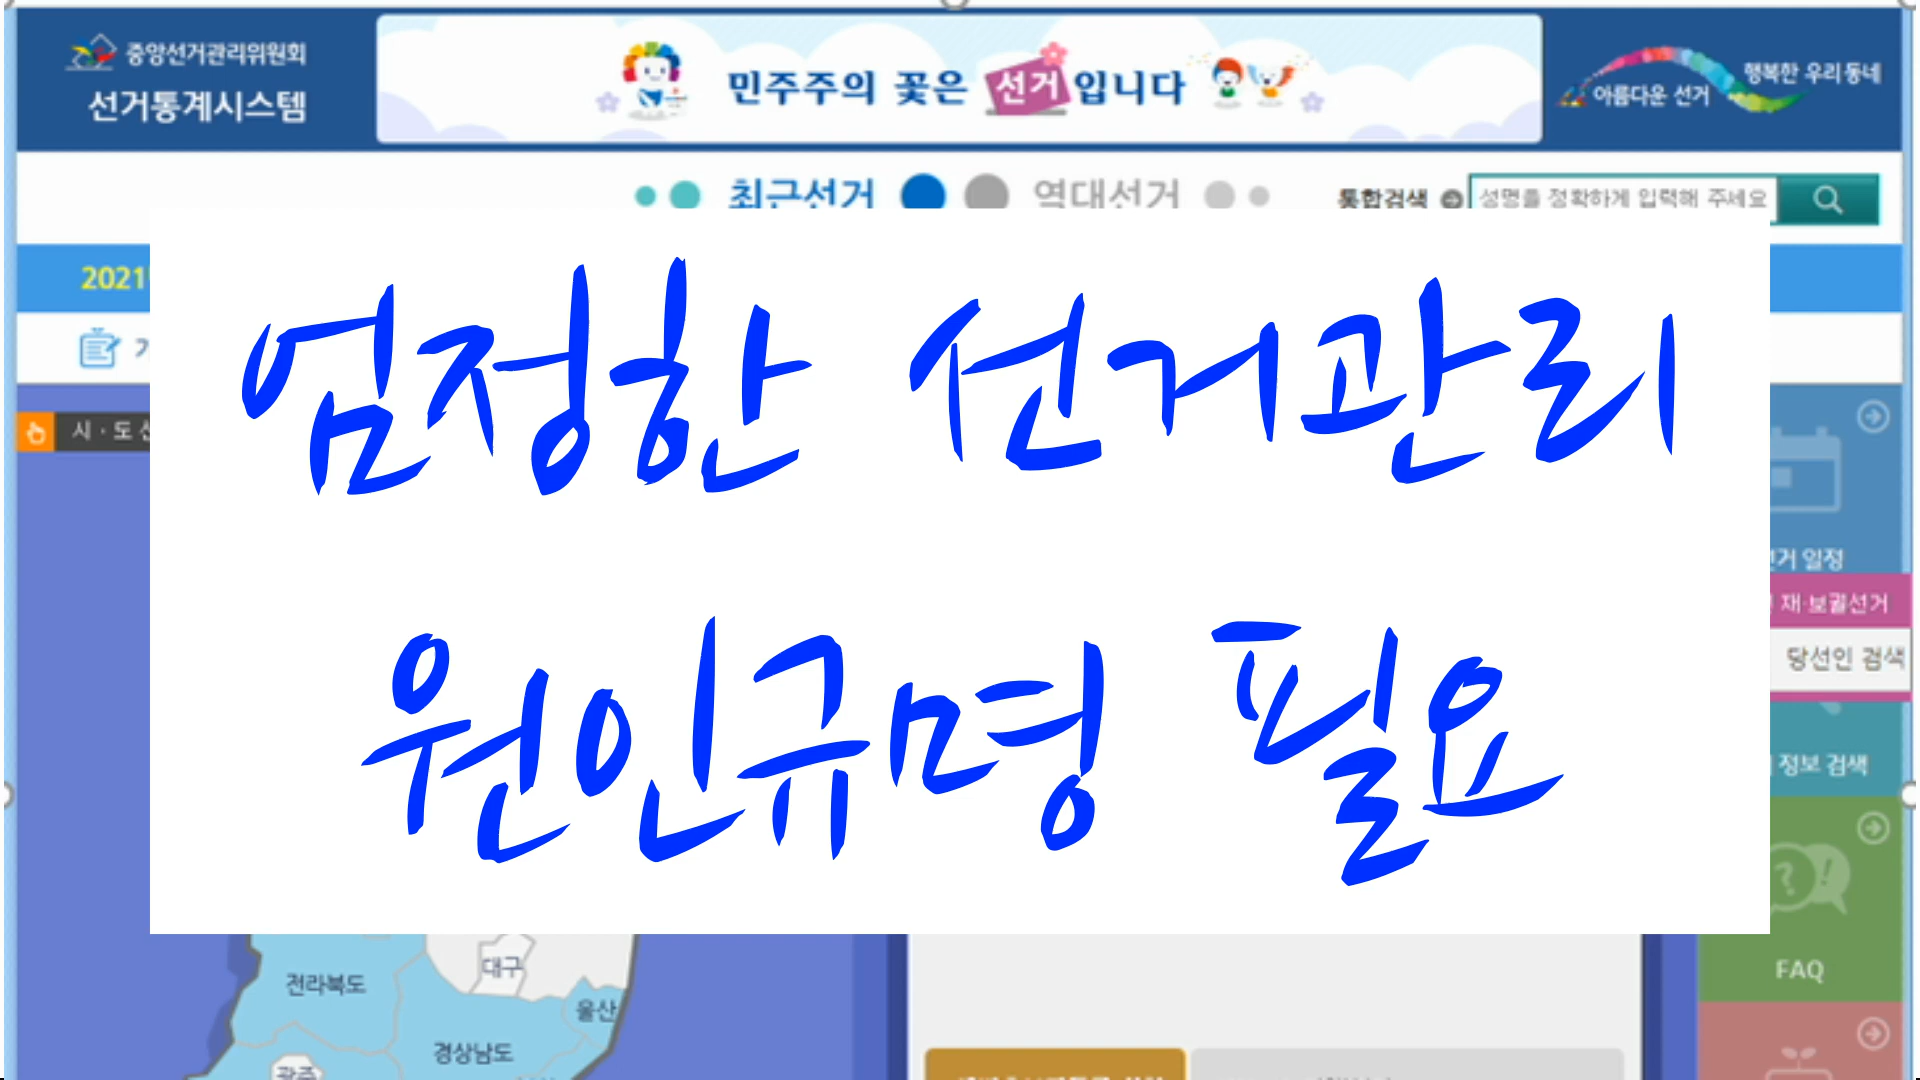 중앙선거관리위원회
선거통계시스템
민주주의 꽃은 선거입니다
아름다운 선거 행복한 우리동네
최근선거 역대선거
통합검색 성명을 정확하게 입력해 주세요
2021
시·도
엄정한 선거관리
원인규명 필요
일정
재·보궐선거
당선인 검색
정보 검색
FAQ
전라북도
대구
울산
경상남도
광주